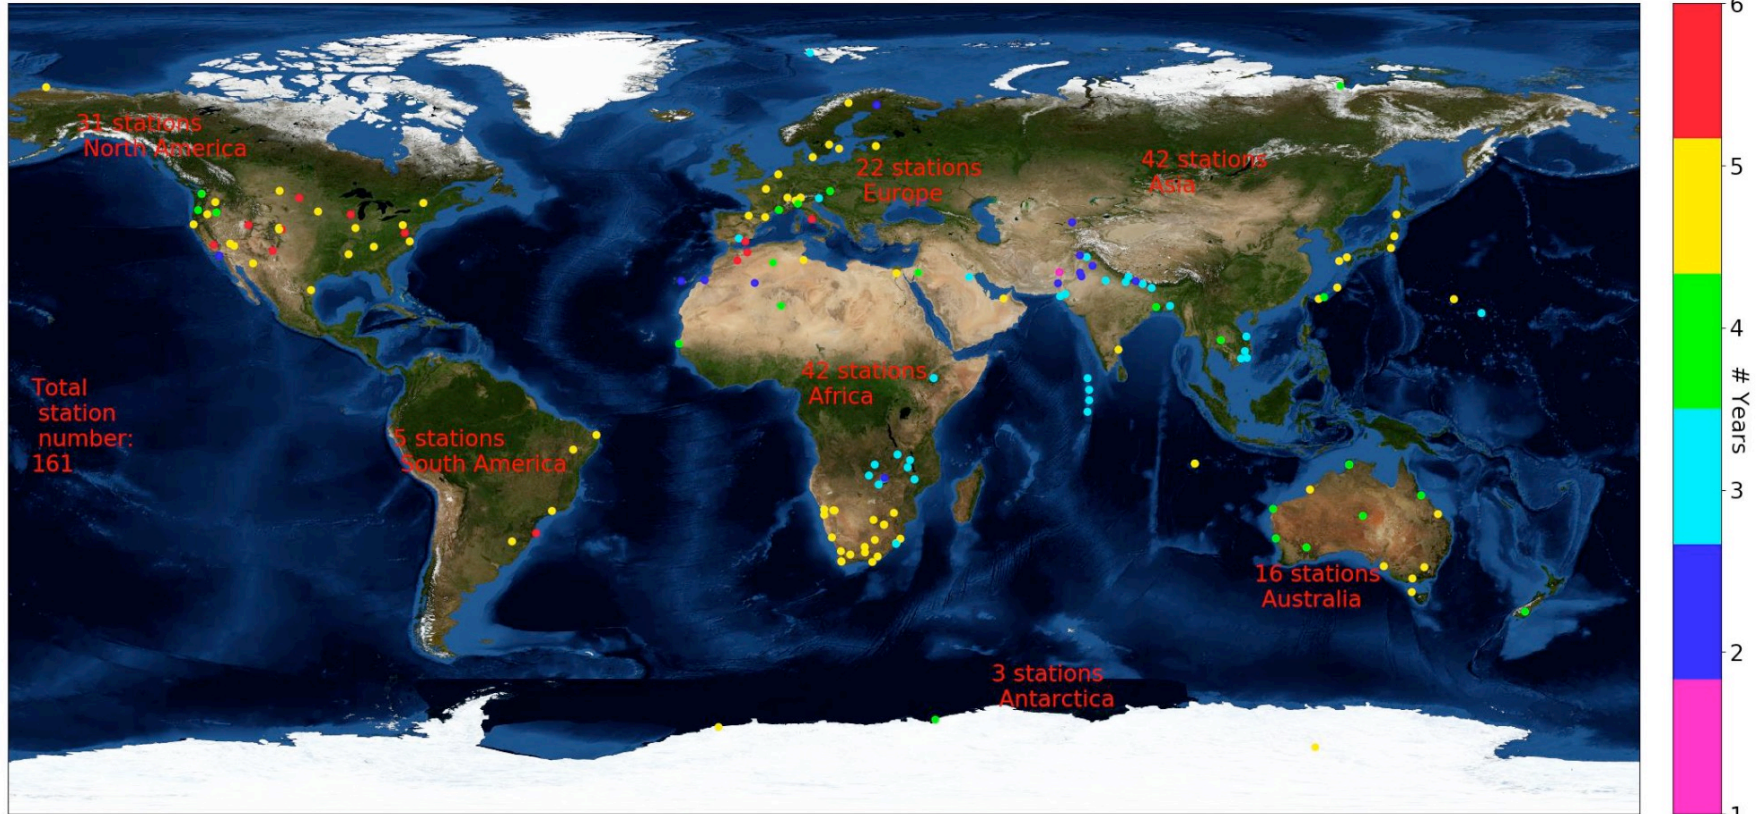 31 stations
North America
22 stations
Europe
42 stations
Asia
42 stations
Africa
Total
station
number:
161
5 stations
South America
16 stations
Australia
3 stations
Antarctica
6
5
4
# Years
3
2
1